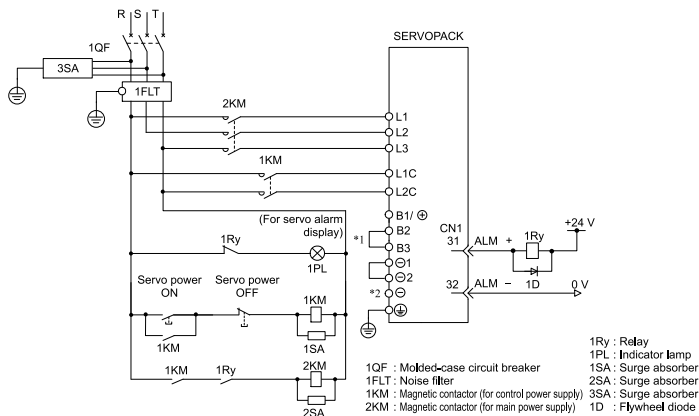 R S T
SERVOPACK
1QF
3SA
1FLT
2KM
L1
L2
L3
1KM
L1C
L2C
(For servo alarm
display)
B1/ ⊕
+24 V
CN1
*1
B2
B3
31 ALM + 1Ry
1Ry
1PL
⊖1
⊖2
Servo power
ON
Servo power
OFF
*2 ⊖
32 ALM − 1D 0 V
1KM
1KM
1SA
1KM 1Ry 2KM
2SA
1QF : Molded-case circuit breaker
1FLT : Noise filter
1KM : Magnetic contactor (for control power supply)
2KM : Magnetic contactor (for main power supply)
1Ry : Relay
1PL : Indicator lamp
1SA : Surge absorber
2SA : Surge absorber
3SA : Surge absorber
1D : Flywheel diode